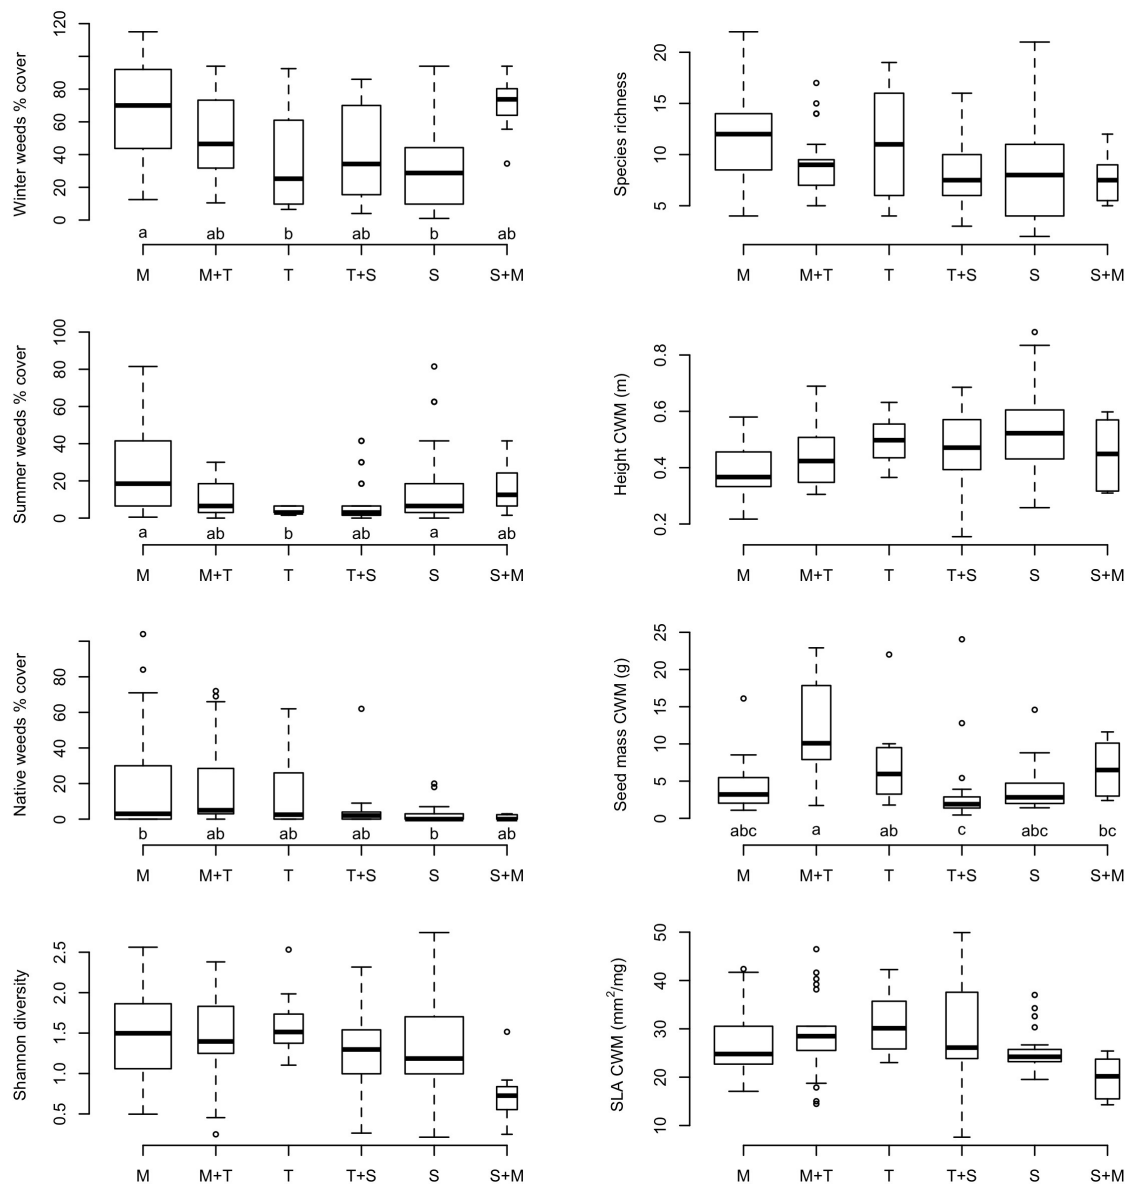 Winter weeds % cover
120
80
60
40
20
0
a ab b ab b ab
M M+T T T+S S S+M
Species richness
20
15
10
5
M M+T T T+S S S+M
Summer weeds % cover
100
80
60
40
20
0
a ab b ab a ab
M M+T T T+S S S+M
Height CWM (m)
0.8
0.6
0.4
0.2
M M+T T T+S S S+M
Native weeds % cover
80
60
40
20
0
b ab ab ab b ab
M M+T T T+S S S+M
Seed mass CWM (g)
25
20
15
10
5
0
abc a ab c abc bc
M M+T T T+S S S+M
Shannon diversity
2.5
2.0
1.5
1.0
0.5
M M+T T T+S S S+M
SLA CWM (mm²/mg)
50
40
30
20
10
M M+T T T+S S S+M